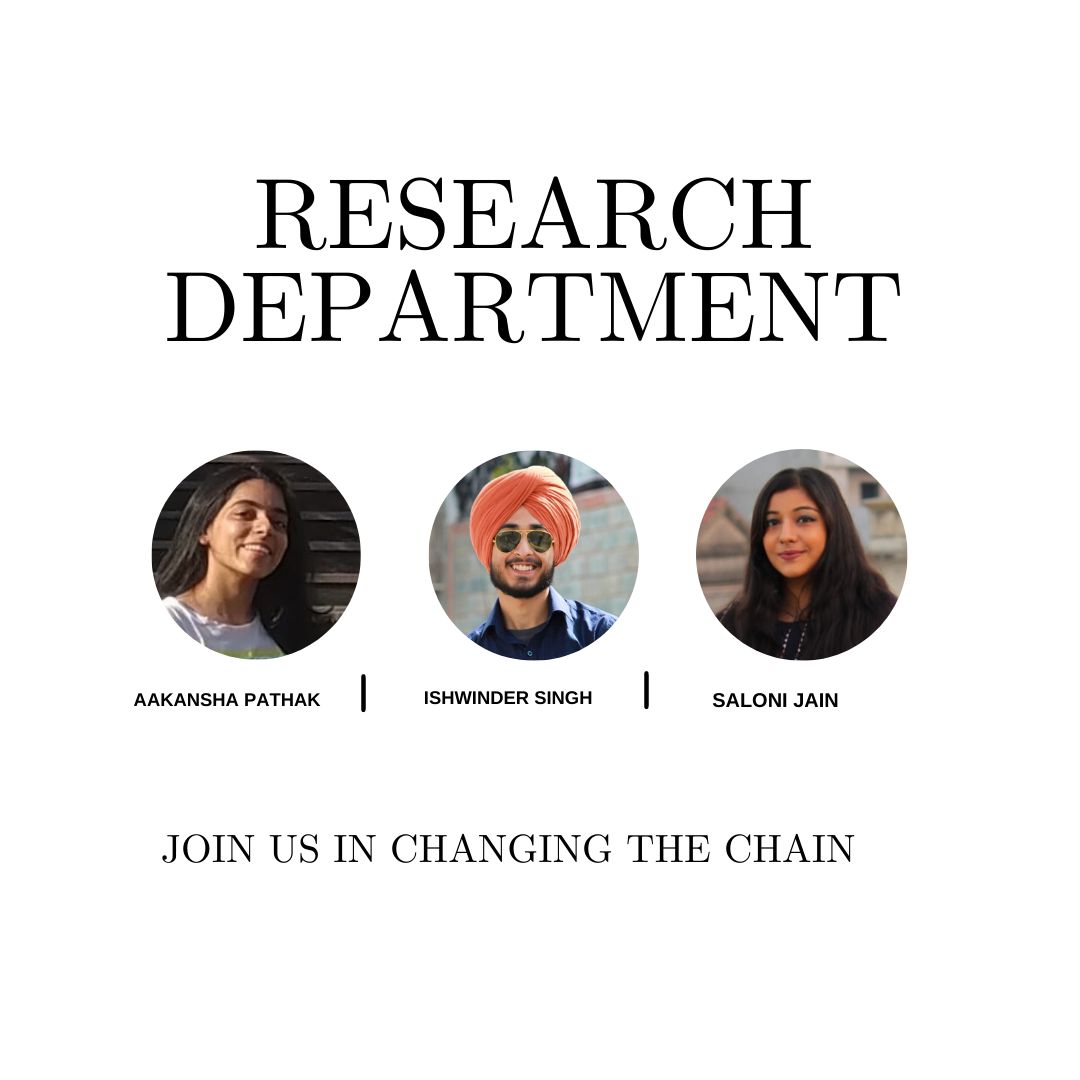 RESEARCH
DEPARTMENT
AAKANSHA PATHAK | ISHWINDER SINGH | SALONI JAIN
JOIN US IN CHANGING THE CHAIN